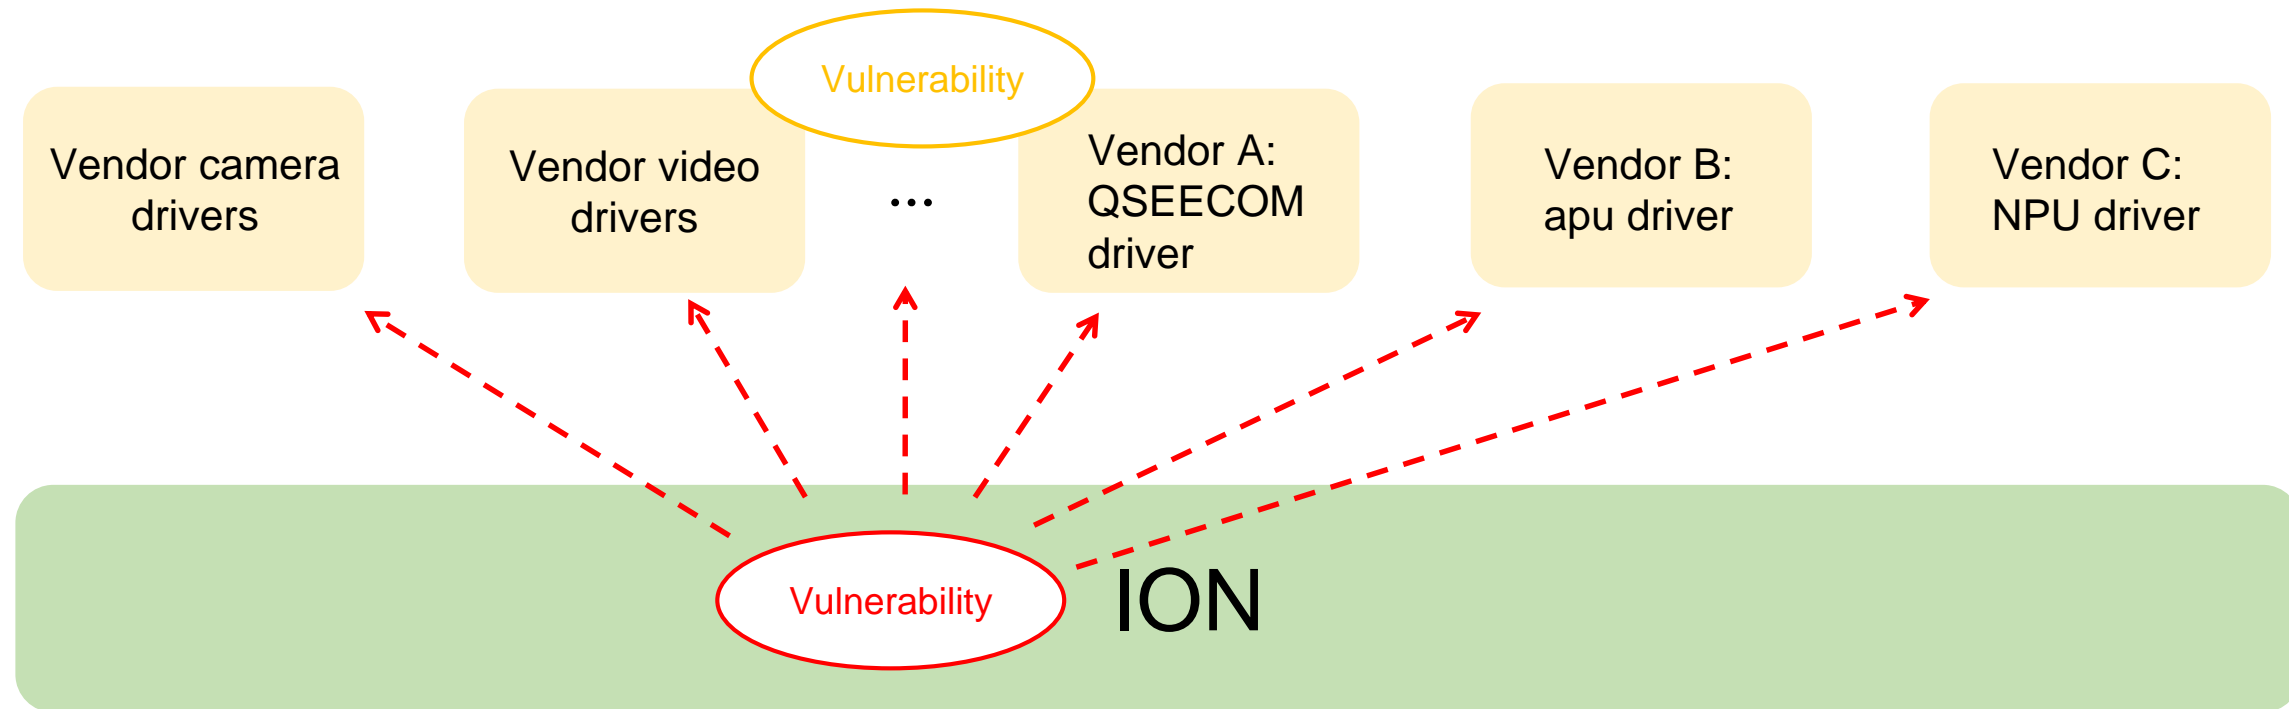 Vulnerability
Vendor camera
drivers
Vendor video
drivers
...
Vendor A:
QSEECOM
driver
Vendor B:
apu driver
Vendor C:
NPU driver
Vulnerability
ION